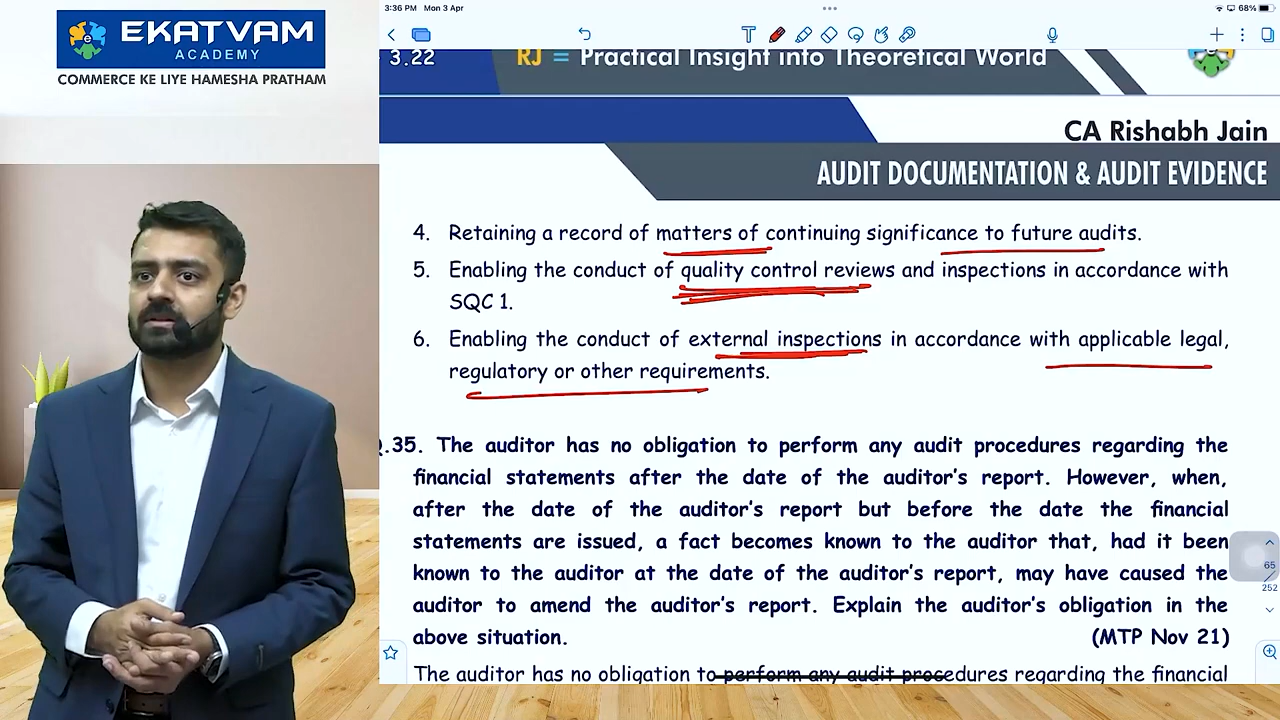 3:36 PM Mon 3 Apr
68%
EKATVAM
ACADEMY
COMMERCE KE LIYE HAMESHA PRATHAM
3.22
RJ = Practical Insight into Theoretical World
CA Rishabh Jain
AUDIT DOCUMENTATION & AUDIT EVIDENCE
4. Retaining a record of matters of continuing significance to future audits.
5. Enabling the conduct of quality control reviews and inspections in accordance with
SQC 1.
6. Enabling the conduct of external inspections in accordance with applicable legal,
regulatory or other requirements.
Q.35. The auditor has no obligation to perform any audit procedures regarding the
financial statements after the date of the auditor's report. However, when,
after the date of the auditor's report but before the date the financial
statements are issued, a fact becomes known to the auditor that, had it been
known to the auditor at the date of the auditor's report, may have caused the
auditor to amend the auditor's report. Explain the auditor's obligation in the
above situation. (MTP Nov 21)
The auditor has no obligation to perform any audit procedures regarding the financial
65
252